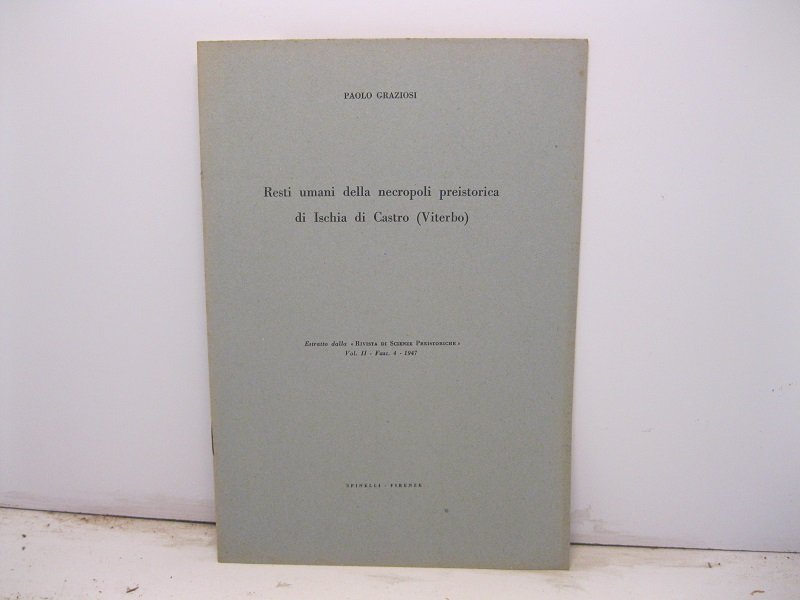 PAOLO GRAZIOSI
Resti umani della necropoli preistorica
di Ischia di Castro (Viterbo)
Estratto dalla « RIVISTA DI SCIENZE PREISTORICHE »
Vol. II - Fasc. 4 - 1947
SPINELLI - FIRENZE